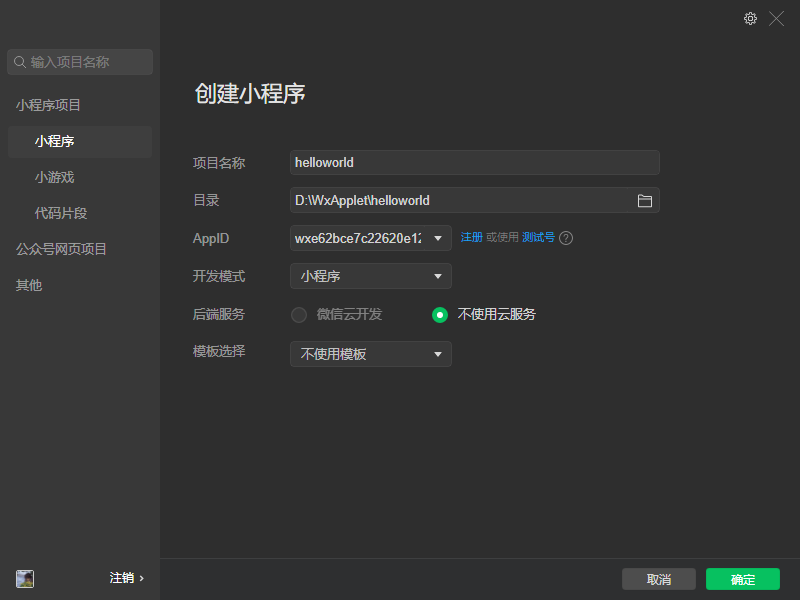 输入项目名称
小程序项目
小程序
小游戏
代码片段
公众号网页项目
其他
注销 ›
创建小程序
项目名称 helloworld
目录 D:\WxApplet\helloworld
AppID wxe62bce7c22620e12 注册 或使用 测试号 ?
开发模式 小程序
后端服务 微信云开发 不使用云服务
模板选择 不使用模板
取消 确定